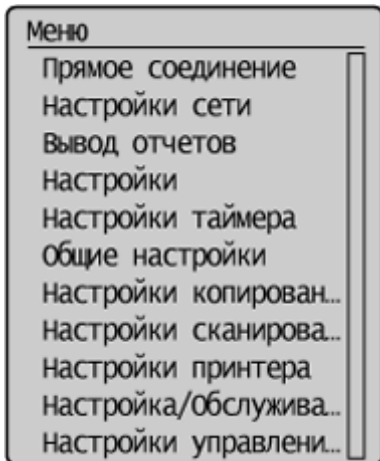 Меню
Прямое соединение
Настройки сети
Вывод отчетов
Настройки
Настройки таймера
Общие настройки
Настройки копирован...
Настройки сканирова...
Настройки принтера
Настройка/Обслужива...
Настройки управлени...